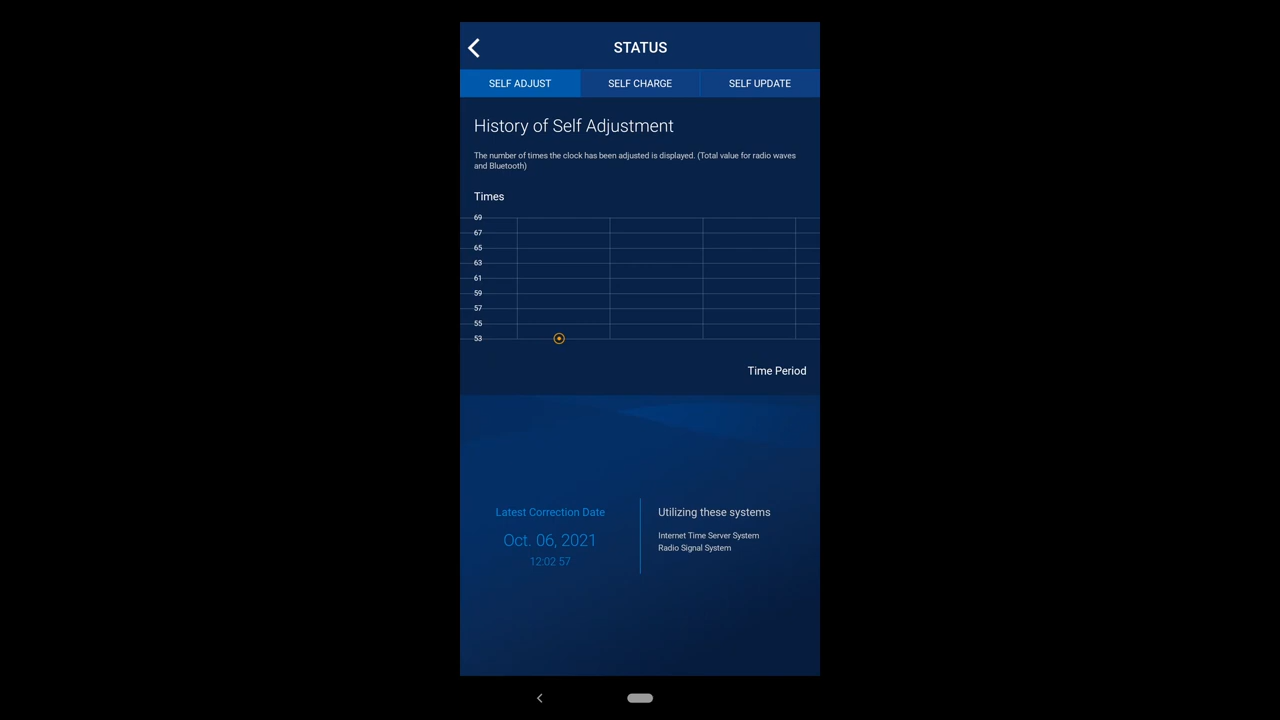 STATUS
SELF ADJUST
SELF CHARGE
SELF UPDATE
History of Self Adjustment
The number of times the clock has been adjusted is displayed. (Total value for radio waves
and Bluetooth)
Times
69
67
65
63
61
59
57
55
53
Time Period
Latest Correction Date
Oct. 06, 2021
12:02 57
Utilizing these systems
Internet Time Server System
Radio Signal System